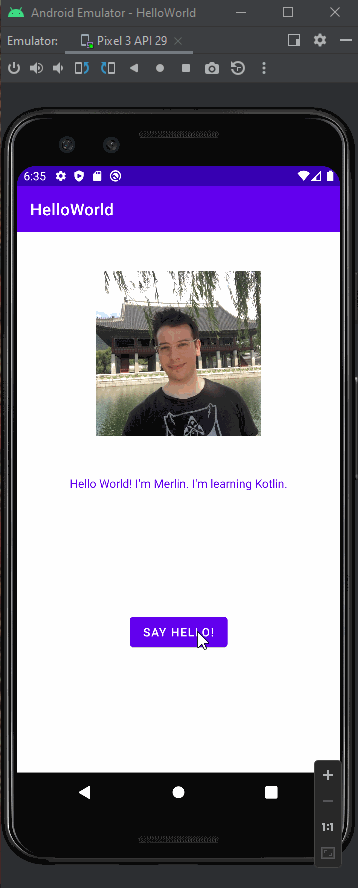 Android Emulator - HelloWorld
Emulator: Pixel 3 API 29
6:35
HelloWorld
Hello World! I'm Merlin. I'm learning Kotlin.
SAY HELLO!
1:1